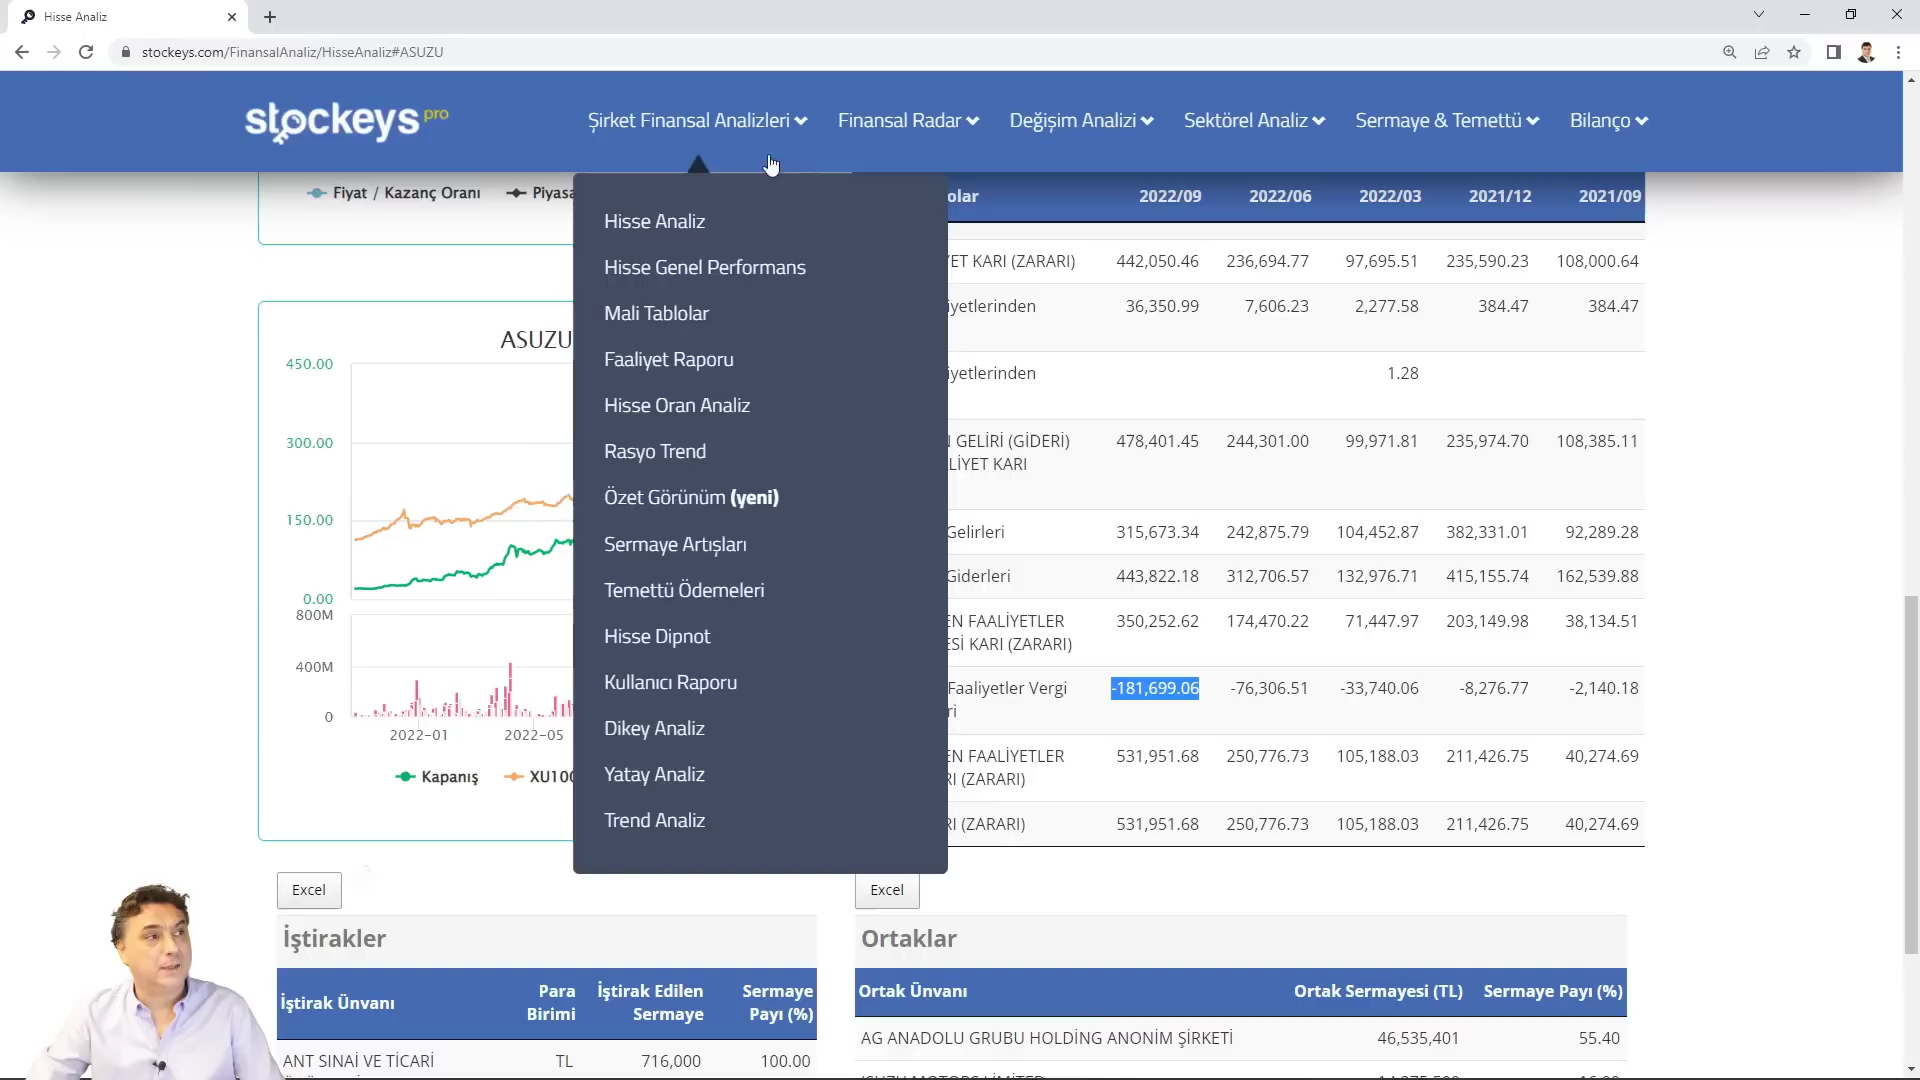 Hisse Analiz
stockeys.com/FinansalAnaliz/HisseAnaliz#ASUZU
stockeys pro
Şirket Finansal Analizleri
Finansal Radar
Değişim Analizi
Sektörel Analiz
Sermaye & Temettü
Bilanço
Fiyat / Kazanç Oranı
Piyasa
ASUZU
450.00
300.00
150.00
0.00
800M
400M
0
2022-01
2022-05
Kapanış
XU100
Hisse Analiz
Hisse Genel Performans
Mali Tablolar
Faaliyet Raporu
Hisse Oran Analiz
Rasyo Trend
Özet Görünüm (yeni)
Sermaye Artışları
Temettü Ödemeleri
Hisse Dipnot
Kullanıcı Raporu
Dikey Analiz
Yatay Analiz
Trend Analiz
olar 2022/09 2022/06 2022/03 2021/12 2021/09
ET KARI (ZARARI) 442,050.46 236,694.77 97,695.51 235,590.23 108,000.64
iyetlerinden 36,350.99 7,606.23 2,277.58 384.47 384.47
iyetlerinden 1.28
N GELİRİ (GİDERİ) 478,401.45 244,301.00 99,971.81 235,974.70 108,385.11
LİYET KARI
Gelirleri 315,673.34 242,875.79 104,452.87 382,331.01 92,289.28
Giderleri 443,822.18 312,706.57 132,976.71 415,155.74 162,539.88
EN FAALİYETLER 350,252.62 174,470.22 71,447.97 203,149.98 38,134.51
Sİ KARI (ZARARI)
Faaliyetler Vergi -181,699.06 -76,306.51 -33,740.06 -8,276.77 -2,140.18
ri
EN FAALİYETLER 531,951.68 250,776.73 105,188.03 211,426.75 40,274.69
RI (ZARARI)
RI (ZARARI) 531,951.68 250,776.73 105,188.03 211,426.75 40,274.69
Excel
İştirakler
İştirak Ünvanı
Para Birimi
İştirak Edilen Sermaye
Sermaye Payı (%)
ANT SINAİ VE TİCARİ TL 716,000 100.00
Excel
Ortaklar
Ortak Ünvanı Ortak Sermayesi (TL) Sermaye Payı (%)
AG ANADOLU GRUBU HOLDİNG ANONİM ŞİRKETİ 46,535,401 55.40